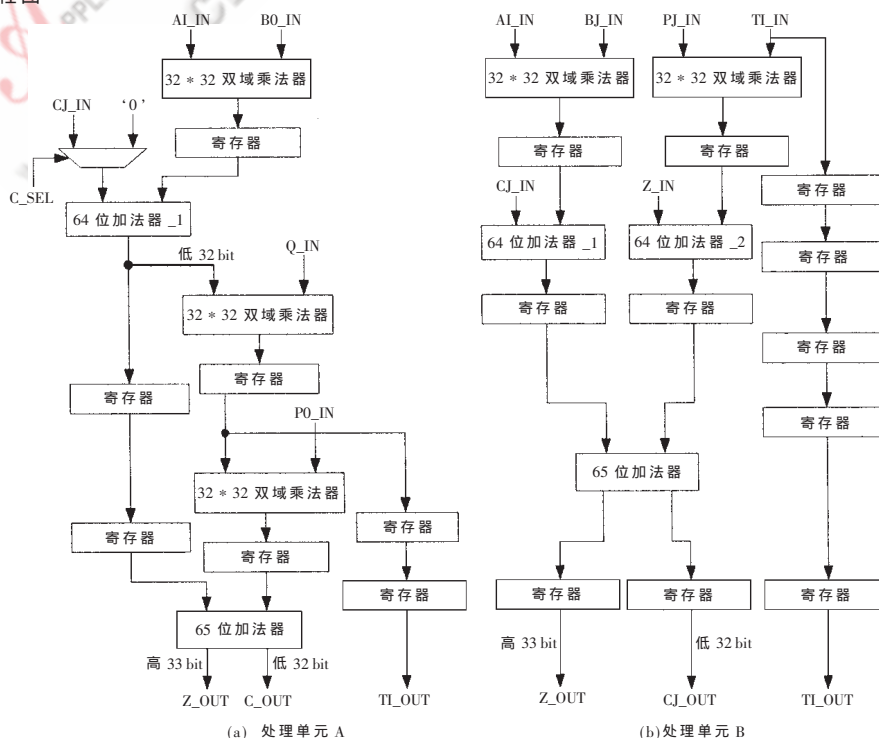 程图
AI_IN
B0_IN
32 * 32 双域乘法器
CJ_IN
‘0’
寄存器
C_SEL
64 位加法器 _1
低 32 bit
Q_IN
32 * 32 双域乘法器
寄存器
寄存器
P0_IN
32 * 32 双域乘法器
寄存器
寄存器
寄存器
寄存器
65 位加法器
高 33 bit
低 32 bit
Z_OUT
C_OUT
TI_OUT
(a) 处理单元 A
AI_IN
BJ_IN
PJ_IN
TI_IN
32 * 32 双域乘法器
32 * 32 双域乘法器
寄存器
寄存器
寄存器
CJ_IN
Z_IN
64 位加法器 _1
64 位加法器 _2
寄存器
寄存器
寄存器
寄存器
寄存器
65 位加法器
寄存器
寄存器
寄存器
高 33 bit
低 32 bit
Z_OUT
CJ_OUT
TI_OUT
(b)处理单元 B